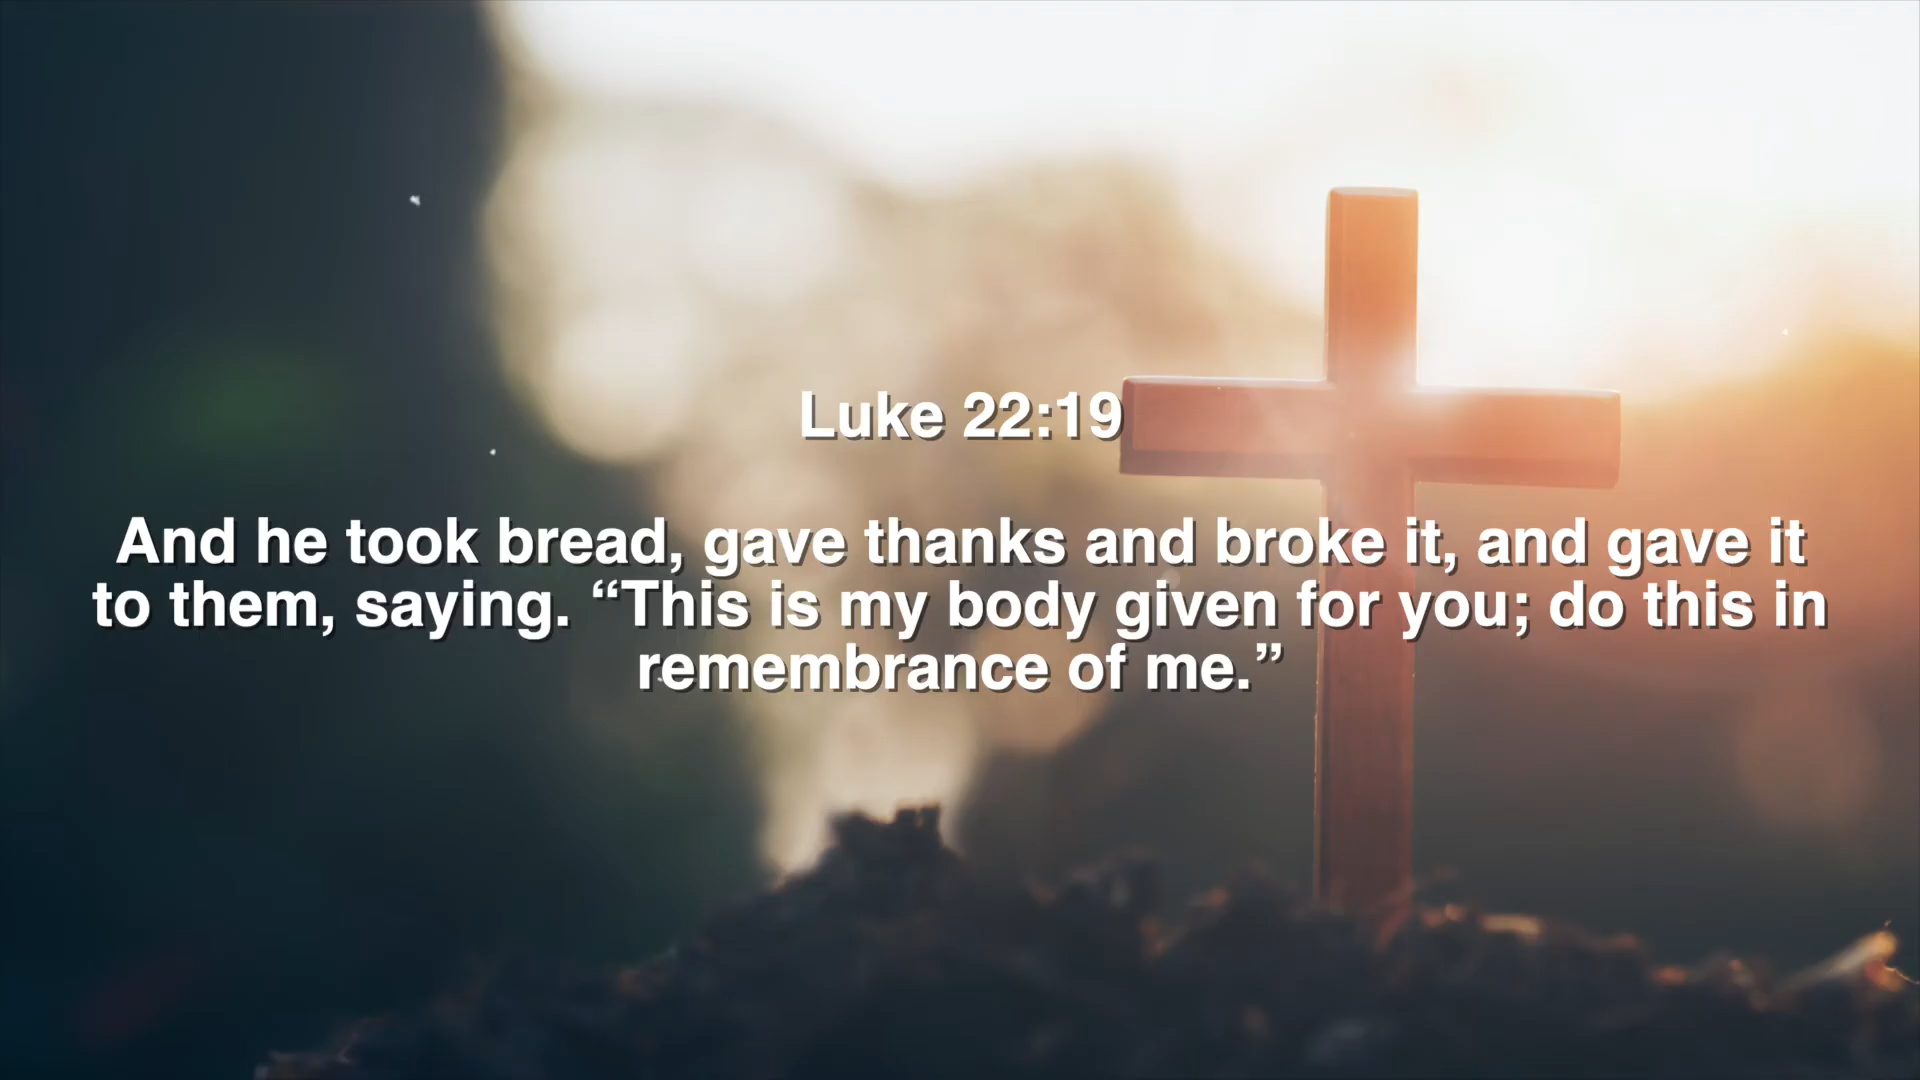 Luke 22:19
And he took bread, gave thanks and broke it, and gave it
to them, saying. “This is my body given for you; do this in
remembrance of me.”